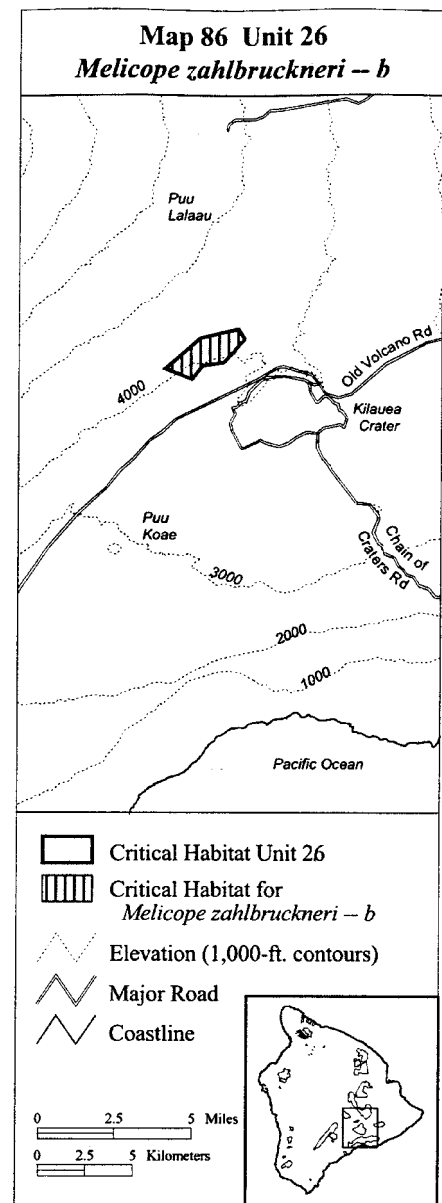 Map 86 Unit 26
Melicope zahlbruckneri – b
Puu
Lalaau
4000
Old Volcano Rd
Kilauea
Crater
Puu
Koae
3000
Chain of
Craters Rd
2000
1000
Pacific Ocean
Critical Habitat Unit 26
Critical Habitat for
Melicope zahlbruckneri – b
Elevation (1,000-ft. contours)
Major Road
Coastline
0 2.5 5 Miles
0 2.5 5 Kilometers